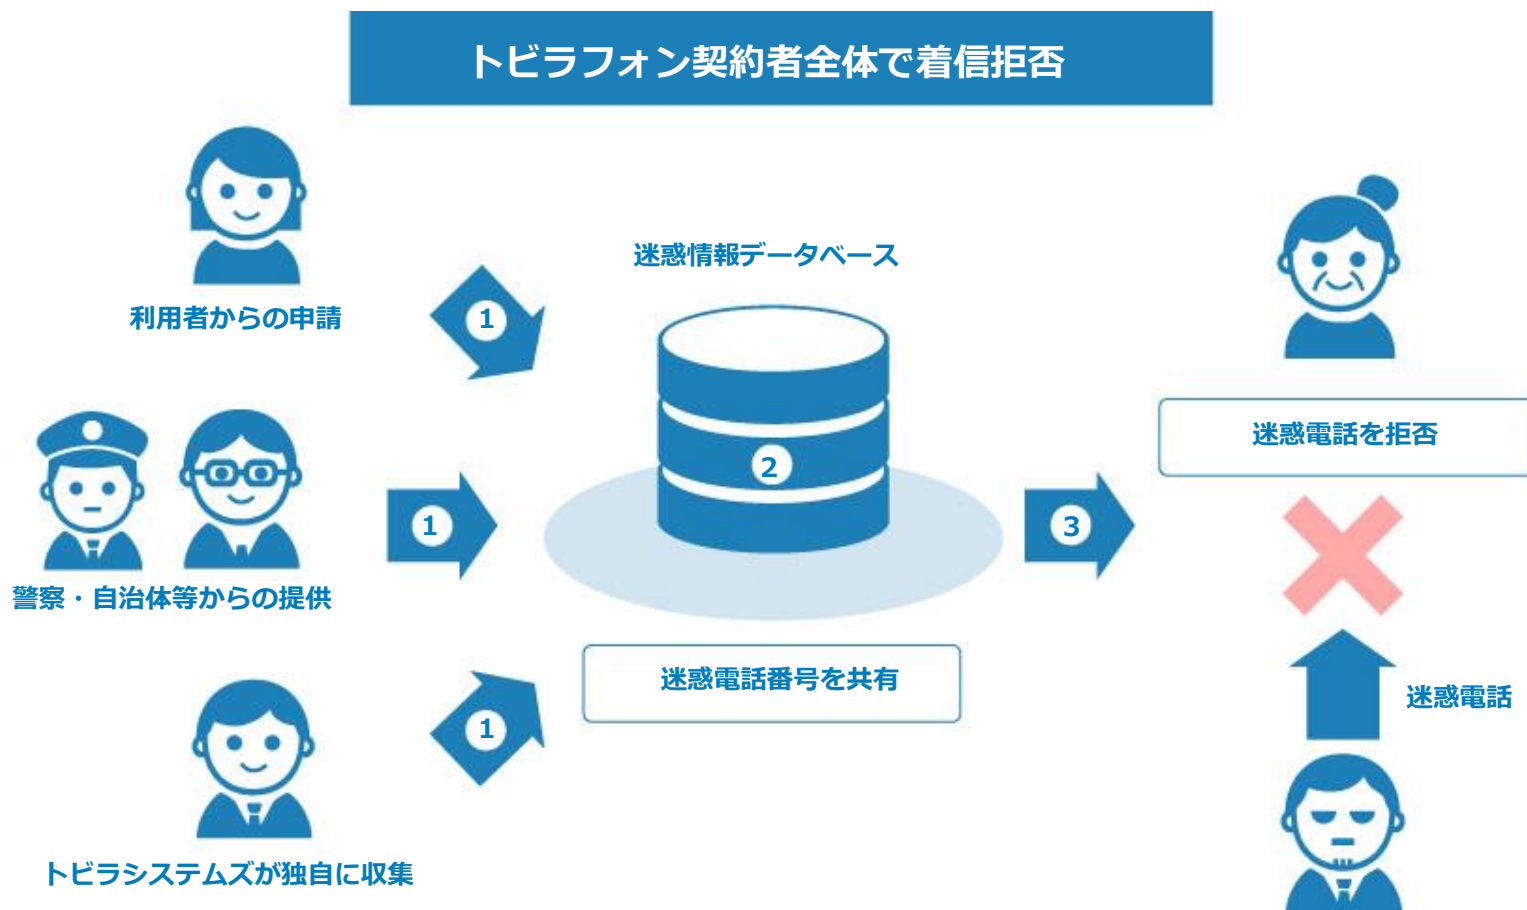 トビラフォン契約者全体で着信拒否
利用者からの申請
1
迷惑情報データベース
警察・自治体等からの提供
1
2
3
迷惑電話を拒否
トビラシステムズが独自に収集
1
迷惑電話番号を共有
迷惑電話